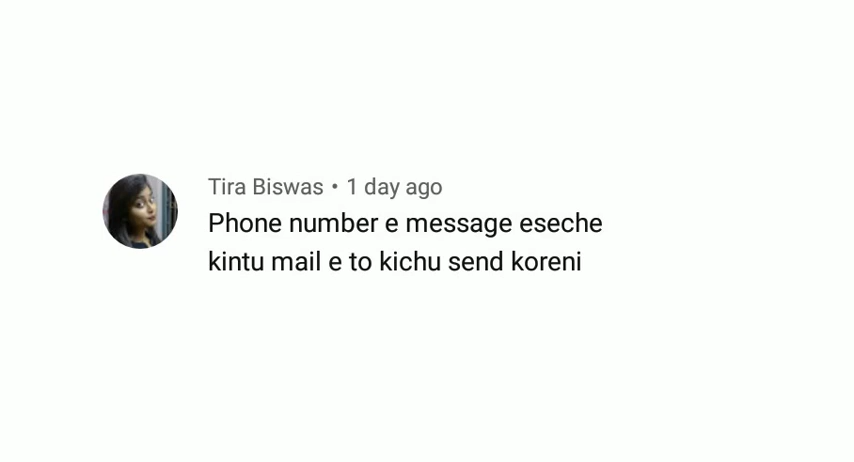 Tira Biswas • 1 day ago
Phone number e message eseche
kintu mail e to kichu send koreni